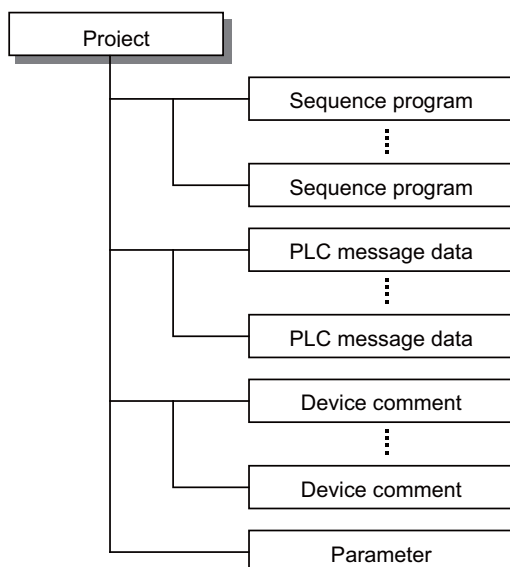 Project
Sequence program
Sequence program
PLC message data
PLC message data
Device comment
Device comment
Parameter